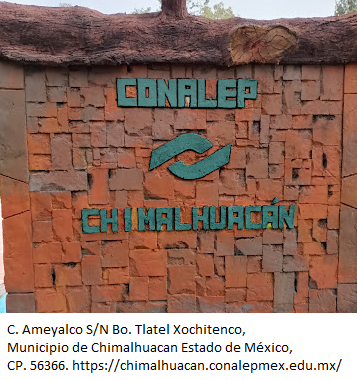 CONALEP
CHIMALHUACÁN
C. Ameyalco S/N Bo. Tlatel Xochitenco,
Municipio de Chimalhuacan Estado de México,
CP. 56366. https://chimalhuacan.conalepmex.edu.mx/